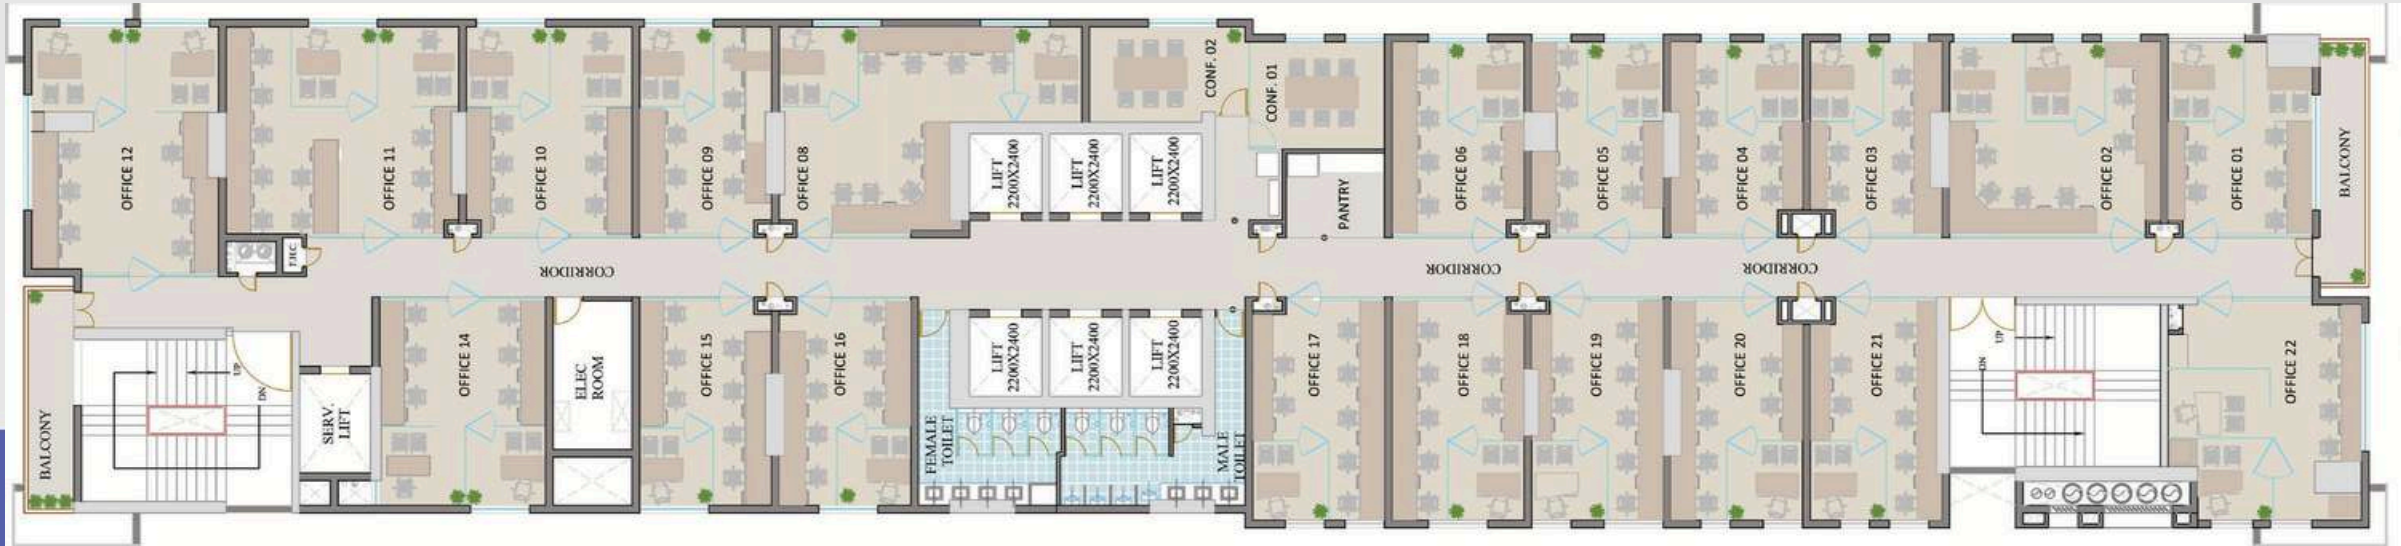 OFFICE 12
OFFICE 11
OFFICE 10
OFFICE 09
OFFICE 08
CONF. 02
CONF. 01
OFFICE 06
OFFICE 05
OFFICE 04
OFFICE 03
OFFICE 02
OFFICE 01
BALCONY
LIFT
2200X2400
LIFT
2200X2400
LIFT
2200X2400
PANTRY
F.H.C.
CORRIDOR
CORRIDOR
CORRIDOR
BALCONY
UP
DN
SERV.
LIFT
OFFICE 14
ELEC
ROOM
OFFICE 15
OFFICE 16
FEMALE
TOILET
LIFT
2200X2400
LIFT
2200X2400
LIFT
2200X2400
MALE
TOILET
OFFICE 17
OFFICE 18
OFFICE 19
OFFICE 20
OFFICE 21
DN
UP
OFFICE 22